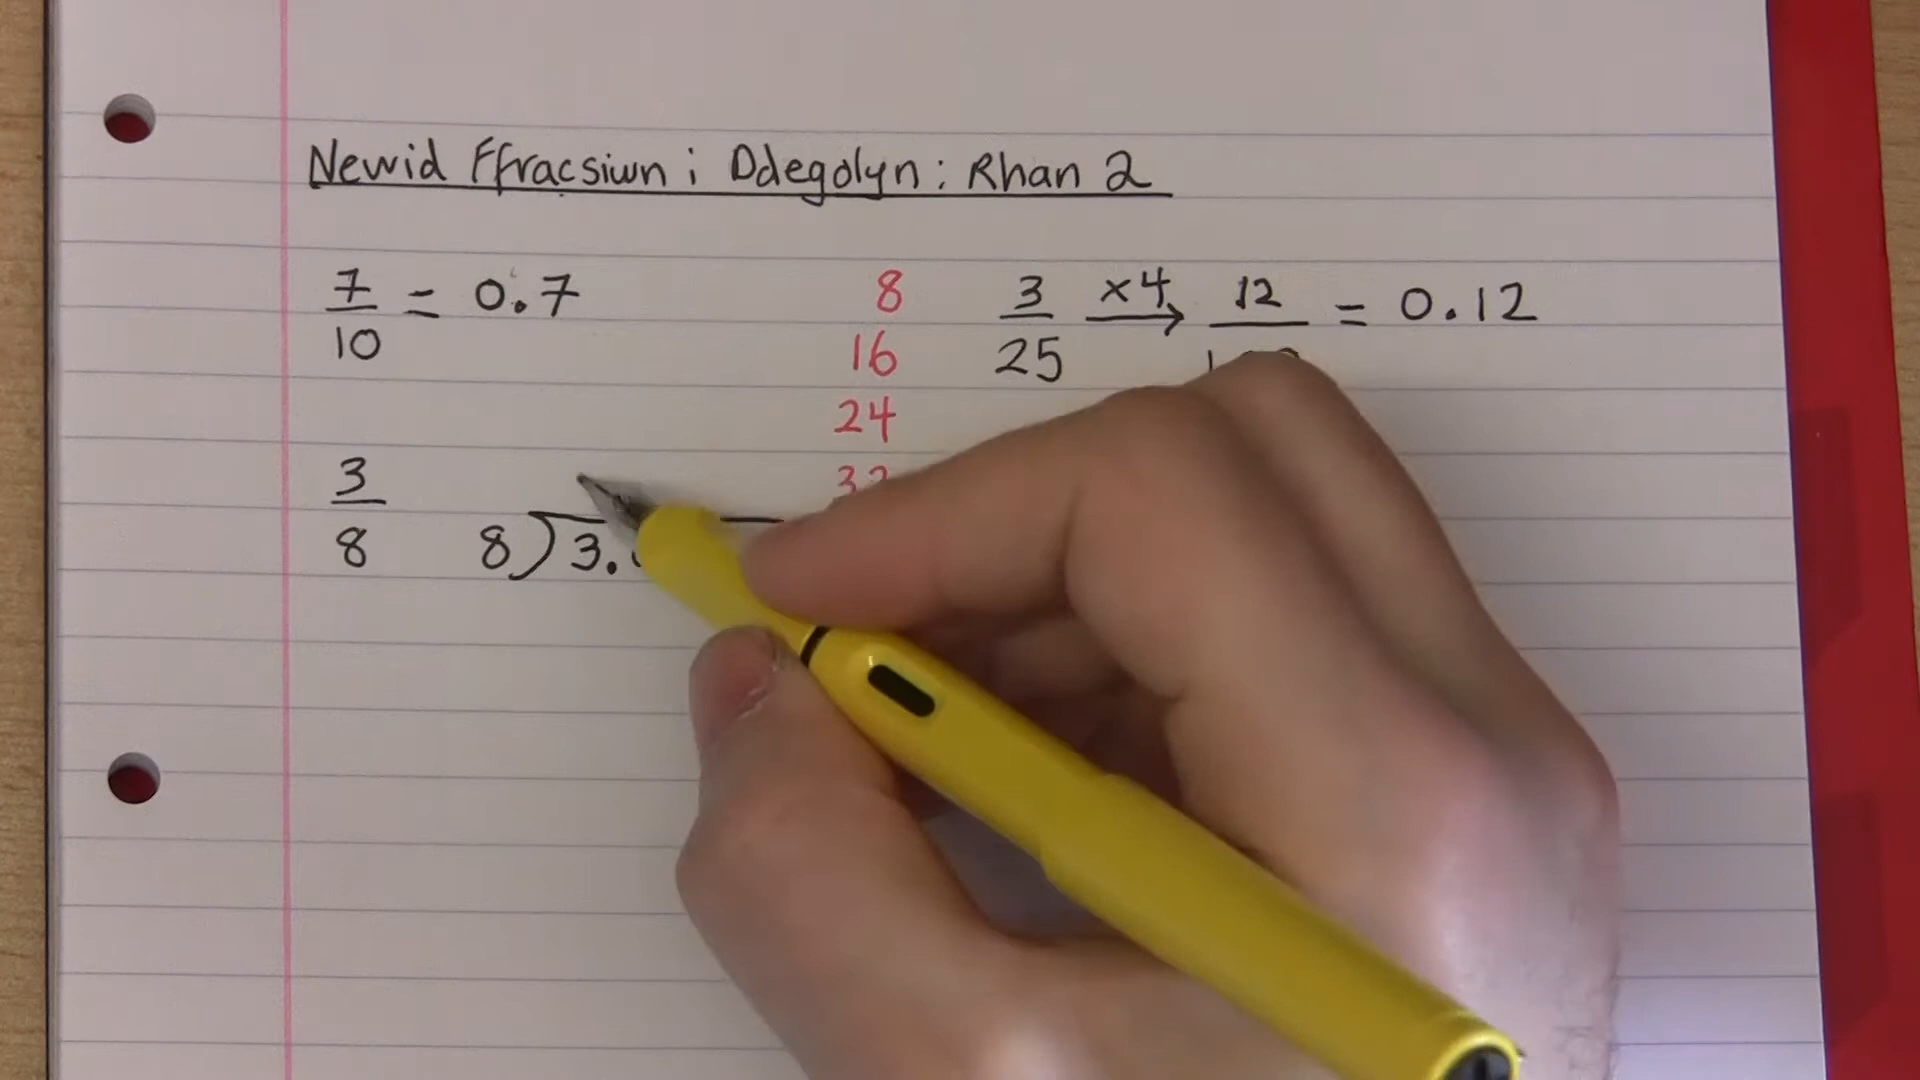 Newid Ffracsiwn i Ddegolyn: Rhan 2
7/10 = 0.7
8
16
24
32
3/25 ×4→ 12/ = 0.12
3/8
8)3.